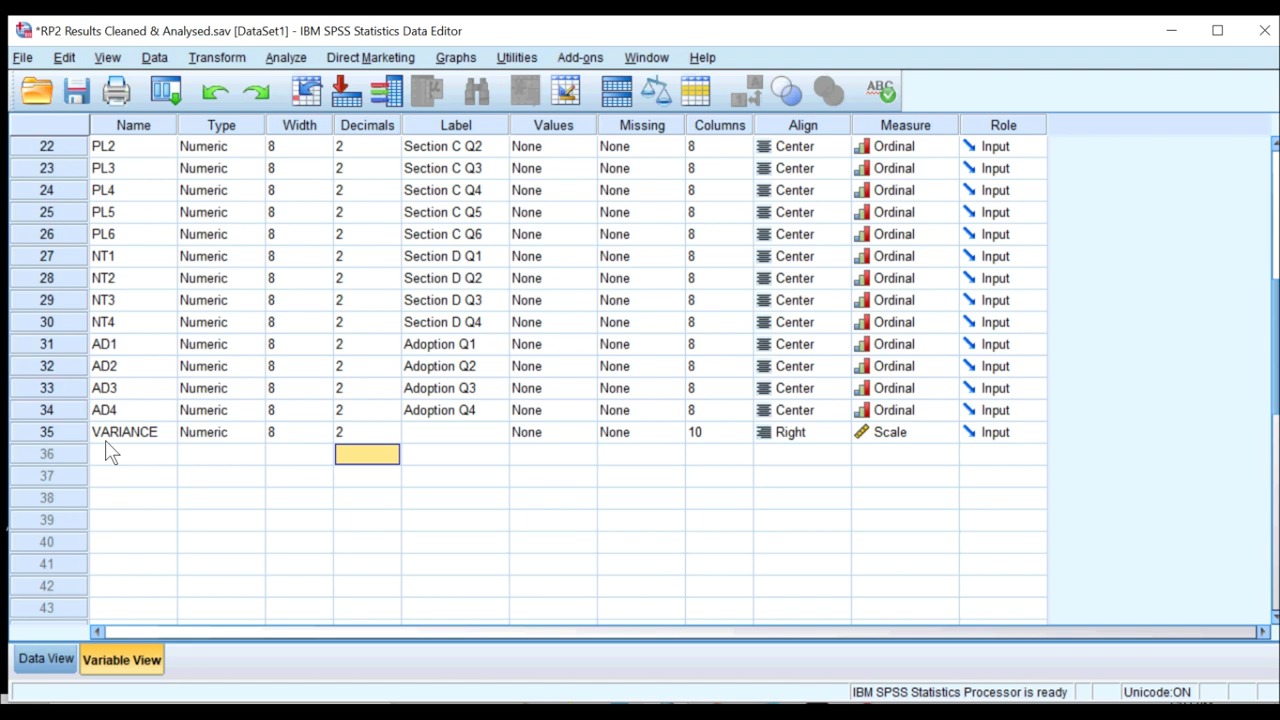 *RP2 Results Cleaned & Analysed.sav [DataSet1] - IBM SPSS Statistics Data Editor
File Edit View Data Transform Analyze Direct Marketing Graphs Utilities Add-ons Window Help
ABC
Name Type Width Decimals Label Values Missing Columns Align Measure Role
22 PL2 Numeric 8 2 Section C Q2 None None 8 Center Ordinal Input
23 PL3 Numeric 8 2 Section C Q3 None None 8 Center Ordinal Input
24 PL4 Numeric 8 2 Section C Q4 None None 8 Center Ordinal Input
25 PL5 Numeric 8 2 Section C Q5 None None 8 Center Ordinal Input
26 PL6 Numeric 8 2 Section C Q6 None None 8 Center Ordinal Input
27 NT1 Numeric 8 2 Section D Q1 None None 8 Center Ordinal Input
28 NT2 Numeric 8 2 Section D Q2 None None 8 Center Ordinal Input
29 NT3 Numeric 8 2 Section D Q3 None None 8 Center Ordinal Input
30 NT4 Numeric 8 2 Section D Q4 None None 8 Center Ordinal Input
31 AD1 Numeric 8 2 Adoption Q1 None None 8 Center Ordinal Input
32 AD2 Numeric 8 2 Adoption Q2 None None 8 Center Ordinal Input
33 AD3 Numeric 8 2 Adoption Q3 None None 8 Center Ordinal Input
34 AD4 Numeric 8 2 Adoption Q4 None None 8 Center Ordinal Input
35 VARIANCE Numeric 8 2 None None 10 Right Scale Input
36
37
38
39
40
41
42
43
Data View Variable View
IBM SPSS Statistics Processor is ready Unicode:ON